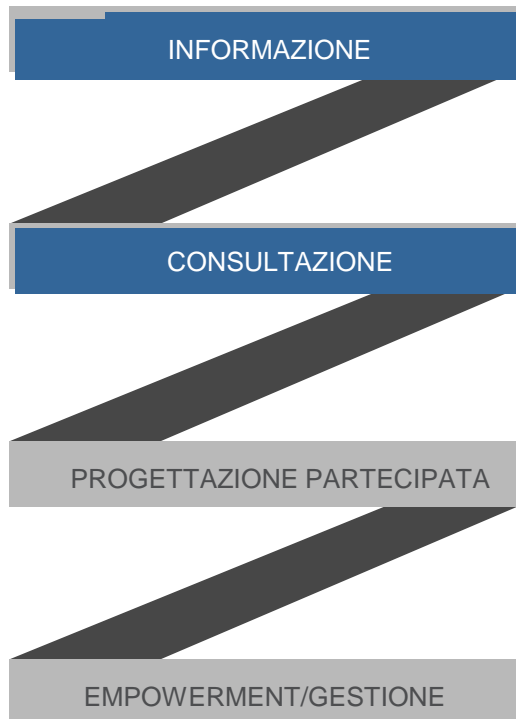 INFORMAZIONE
CONSULTAZIONE
PROGETTAZIONE PARTECIPATA
EMPOWERMENT/GESTIONE